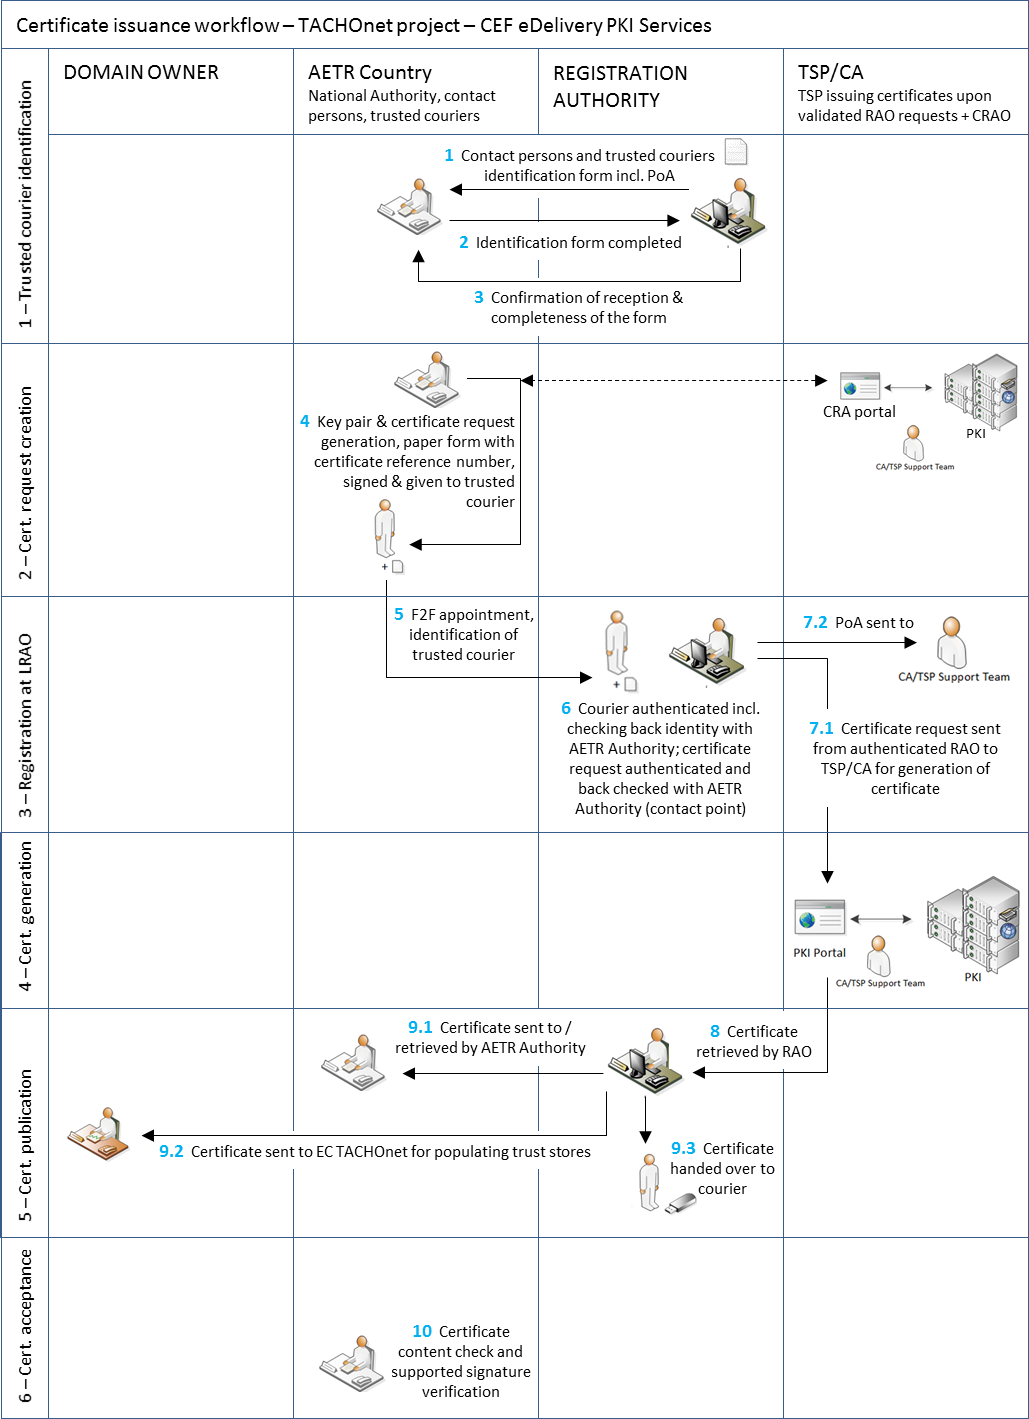 Certificate issuance workflow – TACHOnet project – CEF eDelivery PKI Services
DOMAIN OWNER
AETR Country
National Authority, contact
persons, trusted couriers
REGISTRATION
AUTHORITY
TSP/CA
TSP issuing certificates upon
validated RAO requests + CRAO
1 – Trusted courier identification
1 Contact persons and trusted couriers
identification form incl. PoA
2 Identification form completed
3 Confirmation of reception &
completeness of the form
2 – Cert. request creation
4 Key pair & certificate request
generation, paper form with
certificate reference number,
signed & given to trusted
courier
+
CRA portal
PKI
CA/TSP Support Team
3 – Registration at LRAO
5 F2F appointment,
identification of
trusted courier
+
6 Courier authenticated incl.
checking back identity with
AETR Authority; certificate
request authenticated and
back checked with AETR
Authority (contact point)
7.2 PoA sent to
CA/TSP Support Team
7.1 Certificate request sent
from authenticated RAO to
TSP/CA for generation of
certificate
4 – Cert. generation
PKI Portal
CA/TSP Support Team
PKI
5 – Cert. publication
9.1 Certificate sent to /
retrieved by AETR Authority
8 Certificate
retrieved by RAO
9.2 Certificate sent to EC TACHOnet for populating trust stores
9.3 Certificate
handed over to
courier
6 – Cert. acceptance
10 Certificate
content check and
supported signature
verification